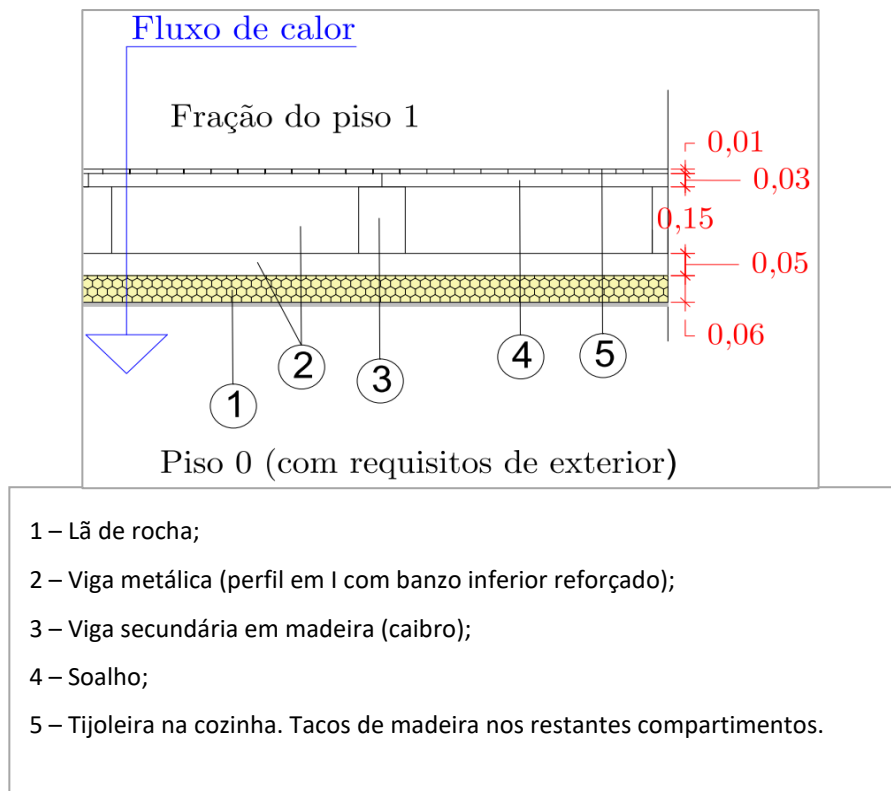 Fluxo de calor
Fração do piso 1
0,01
0,03
0,15
0,05
0,06
1
2
3
4
5
Piso 0 (com requisitos de exterior)
1 – Lã de rocha;
2 – Viga metálica (perfil em I com banzo inferior reforçado);
3 – Viga secundária em madeira (caibro);
4 – Soalho;
5 – Tijoleira na cozinha. Tacos de madeira nos restantes compartimentos.